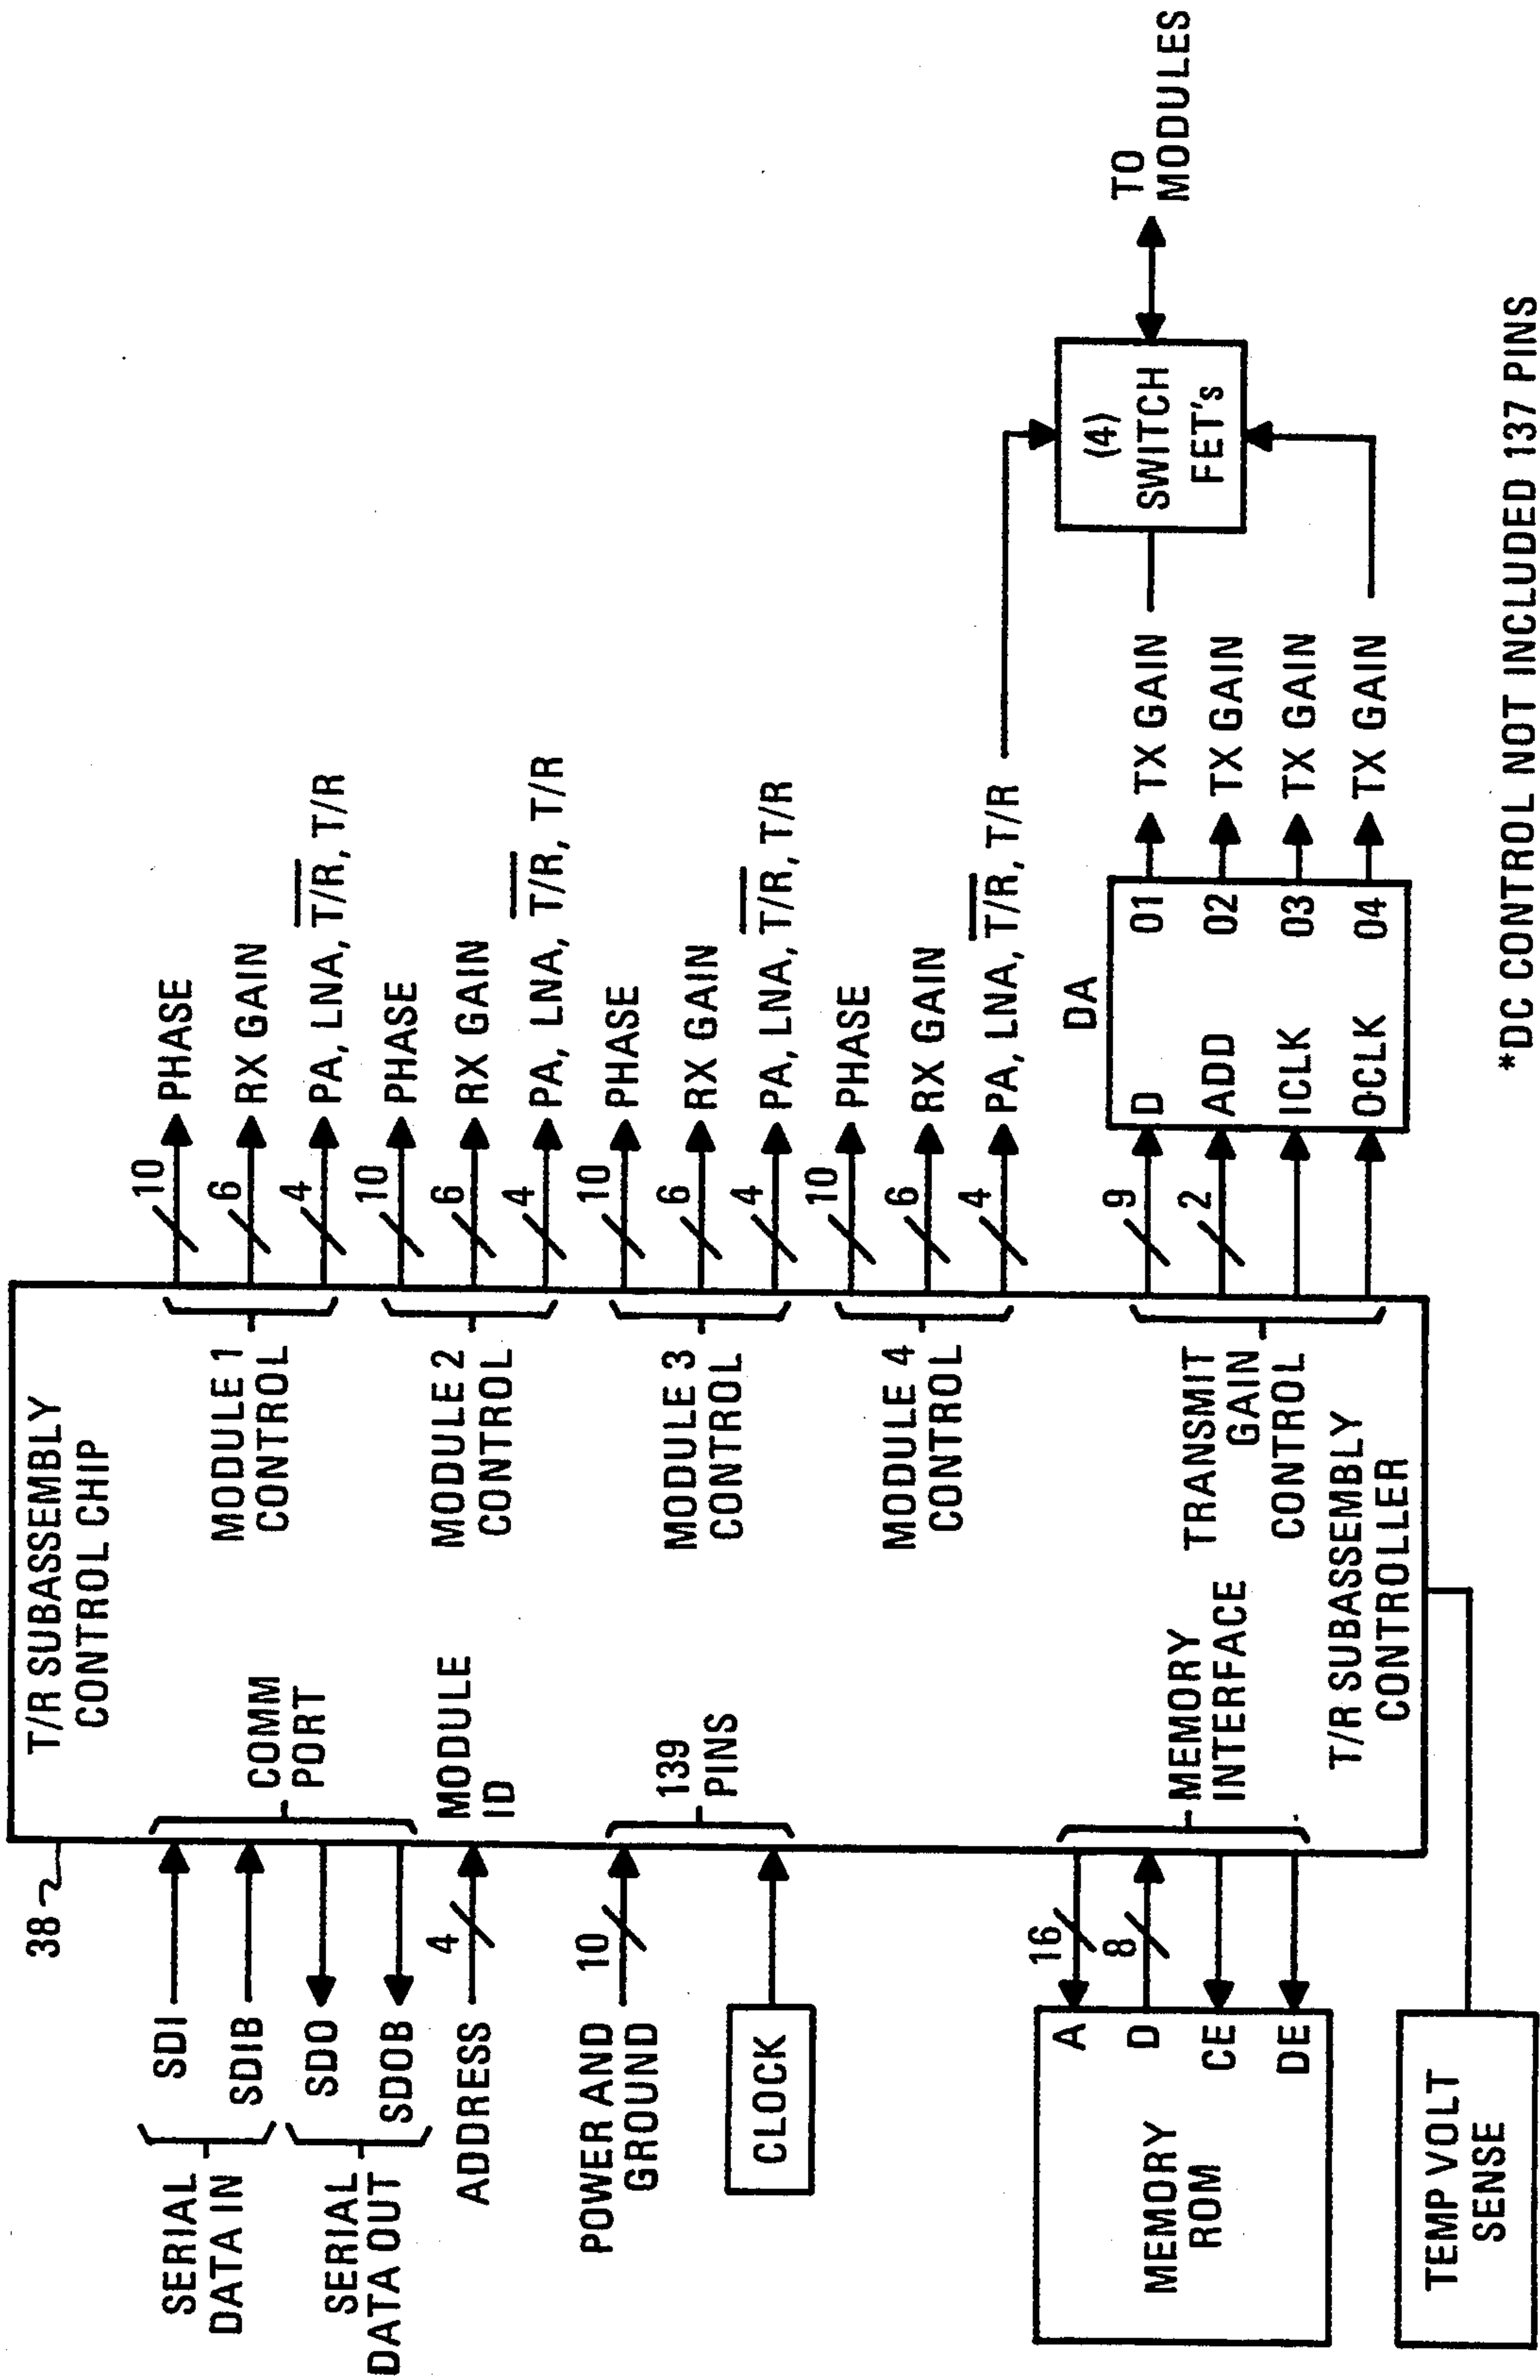 T/R SUBASSEMBLY
CONTROL CHIP
38
SERIAL
DATA IN
SDI
SDIB
SERIAL
DATA OUT
SDO
SDOB
COMM
PORT
ADDRESS
4
MODULE
ID
POWER AND
GROUND
10
139
PINS
CLOCK
MEMORY
ROM
A
D
CE
DE
16
8
MEMORY
INTERFACE
T/R SUBASSEMBLY
CONTROLLER
TEMP VOLT
SENSE
MODULE 1
CONTROL
10
PHASE
6
RX GAIN
4
PA, LNA, T̅/̅R̅, T/R
MODULE 2
CONTROL
10
PHASE
6
RX GAIN
4
PA, LNA, T̅/̅R̅, T/R
MODULE 3
CONTROL
10
PHASE
6
RX GAIN
4
PA, LNA, T̅/̅R̅, T/R
MODULE 4
CONTROL
10
PHASE
6
RX GAIN
4
PA, LNA, T̅/̅R̅, T/R
TRANSMIT
GAIN
CONTROL
9
2
DA
D
ADD
ICLK
OCLK
01
02
03
04
TX GAIN
TX GAIN
TX GAIN
TX GAIN
(4)
SWITCH
FET's
TO
MODULES
*DC CONTROL NOT INCLUDED 137 PINS